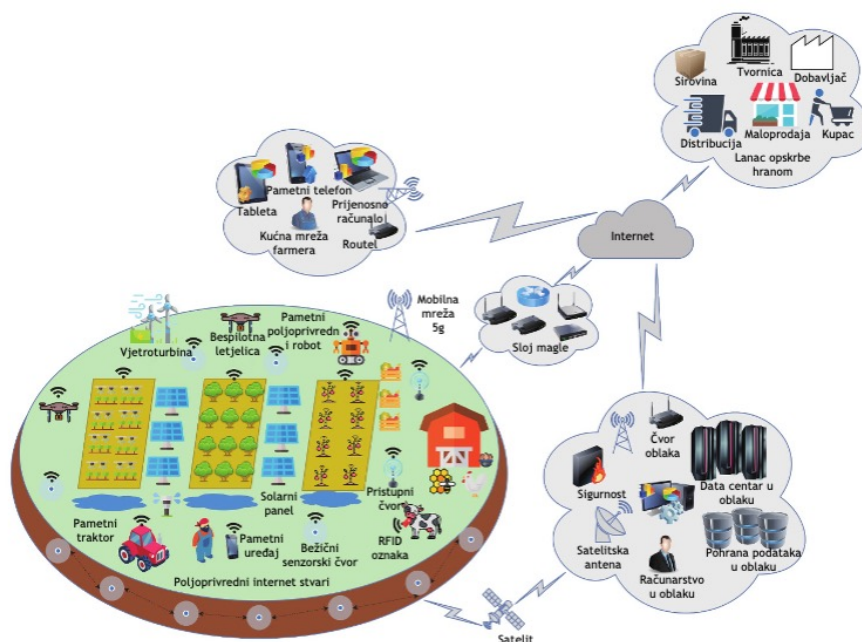 Sirovina
Tvornica
Dobavljač
Distribucija
Maloprodaja
Kupac
Lanac opskrbe
hranom
Tableta
Pametni telefon
Prijenosno
računalo
Kućna mreža
farmera
Routel
Internet
Mobilna
mreža
5g
Sloj magle
Vjetroturbina
Bespilotna
letjelica
Pametni
poljoprivredn
i robot
Solarni
panel
Pristupni
čvor
Pametni
traktor
Pametni
uređaj
Bežični
senzorski čvor
RFID
oznaka
Poljoprivredni internet stvari
Satelit
Čvor
oblaka
Sigurnost
Data centar u
oblaku
Satelitska
antena
Računarstvo
u oblaku
Pohrana podataka
u oblaku